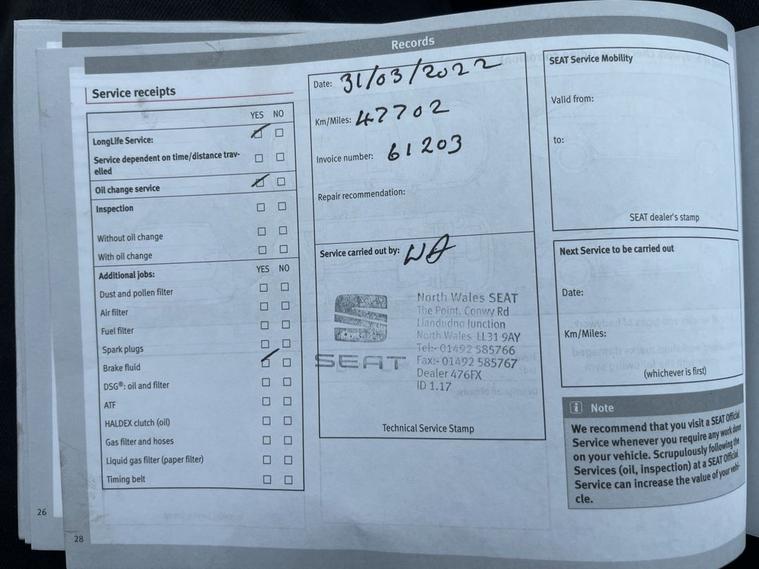 Records
Service receipts
YES NO
LongLife Service:
Service dependent on time/distance trav-
elled
Oil change service
Inspection
Without oil change
With oil change
Additional jobs: YES NO
Dust and pollen filter
Air filter
Fuel filter
Spark plugs
Brake fluid
DSG®: oil and filter
ATF
HALDEX clutch (oil)
Gas filter and hoses
Liquid gas filter (paper filter)
Timing belt
Date: 31/03/2022
Km/Miles: 47702
Invoice number: 61203
Repair recommendation:
Service carried out by:
SEAT
North Wales SEAT
The Point, Conwy Rd
Llandudno Junction
North Wales LL31 9AY
Tel:- 01492 585766
Fax:- 01492 585767
Dealer 476FX
ID 1.17
Technical Service Stamp
SEAT Service Mobility
Valid from:
to:
SEAT dealer's stamp
Next Service to be carried out
Date:
Km/Miles:
(whichever is first)
i Note
We recommend that you visit a SEAT Official
Service whenever you require any work done
on your vehicle. Scrupulously following the
Services (oil, inspection) at a SEAT Official
Service can increase the value of your vehi-
cle.
26
28